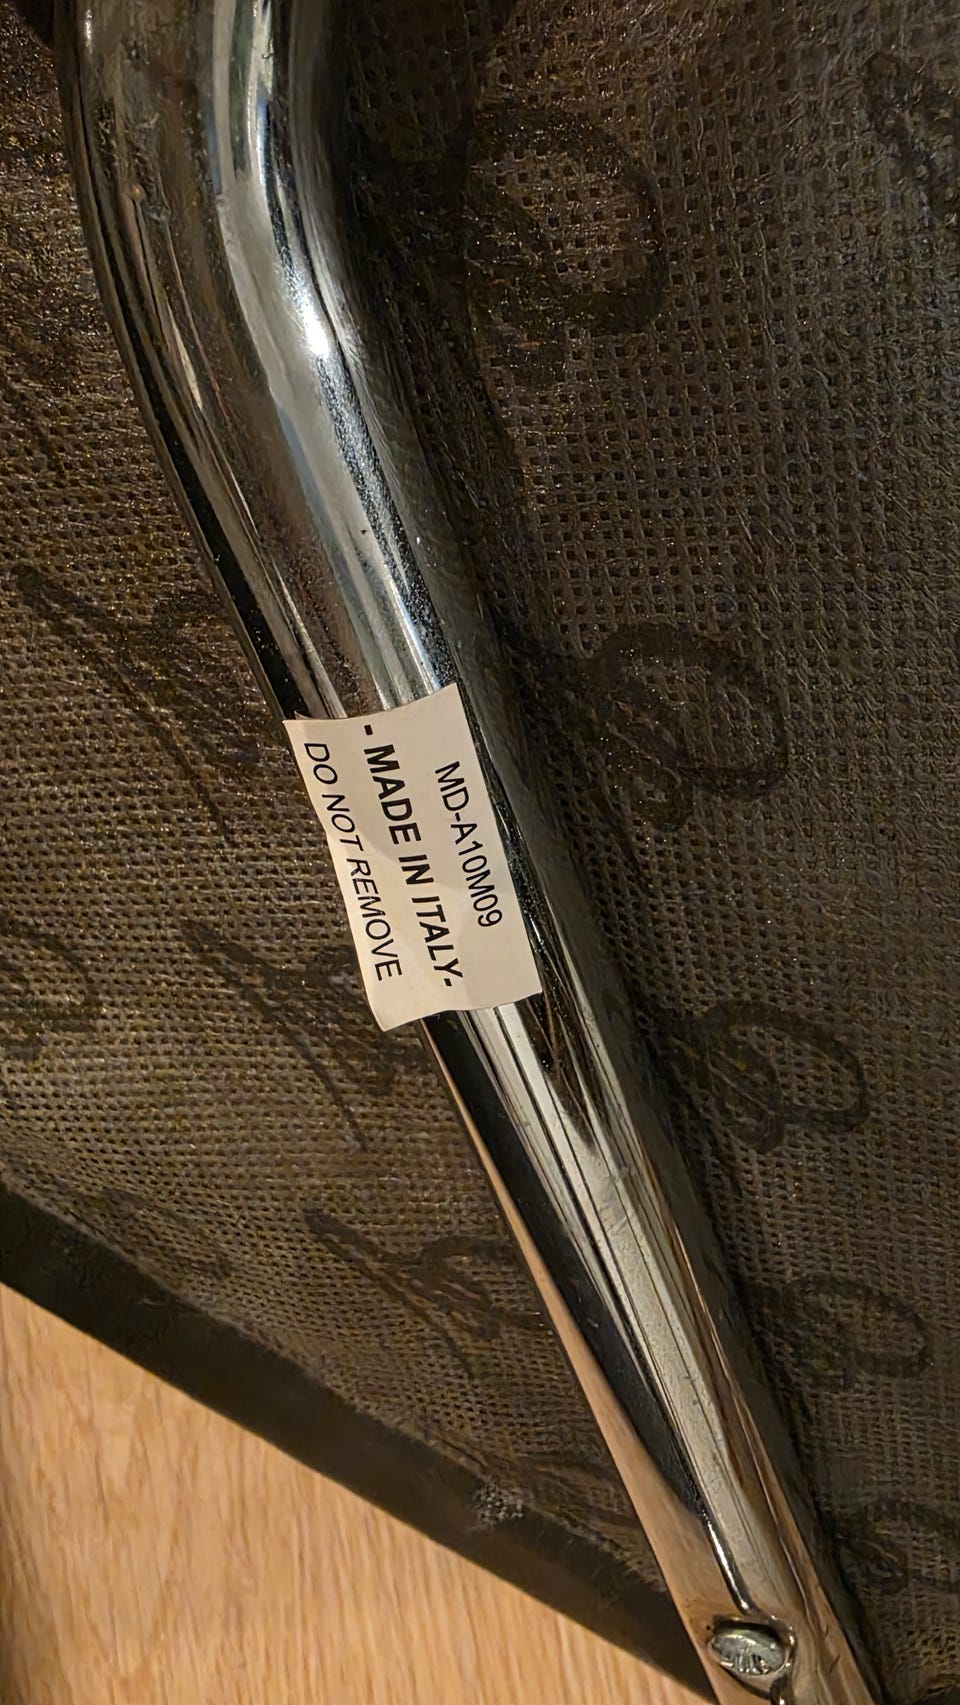 MD-A10M09
- MADE IN ITALY-
DO NOT REMOVE